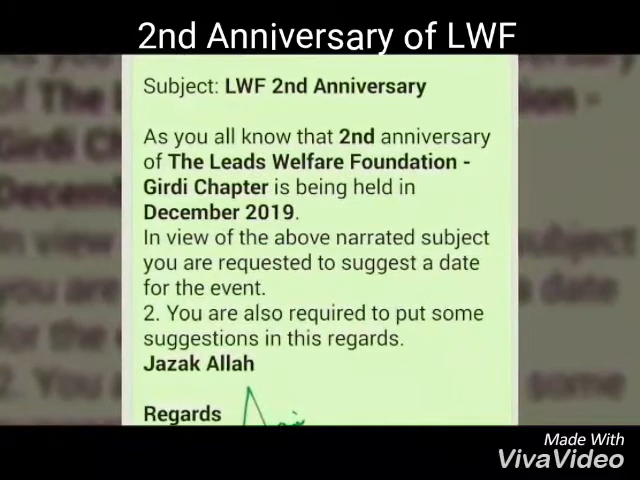 2nd Anniversary of LWF
Subject: LWF 2nd Anniversary
As you all know that 2nd anniversary
of The Leads Welfare Foundation -
Girdi Chapter is being held in
December 2019.
In view of the above narrated subject
you are requested to suggest a date
for the event.
2. You are also required to put some
suggestions in this regards.
Jazak Allah
Regards
Made With
VivaVideo